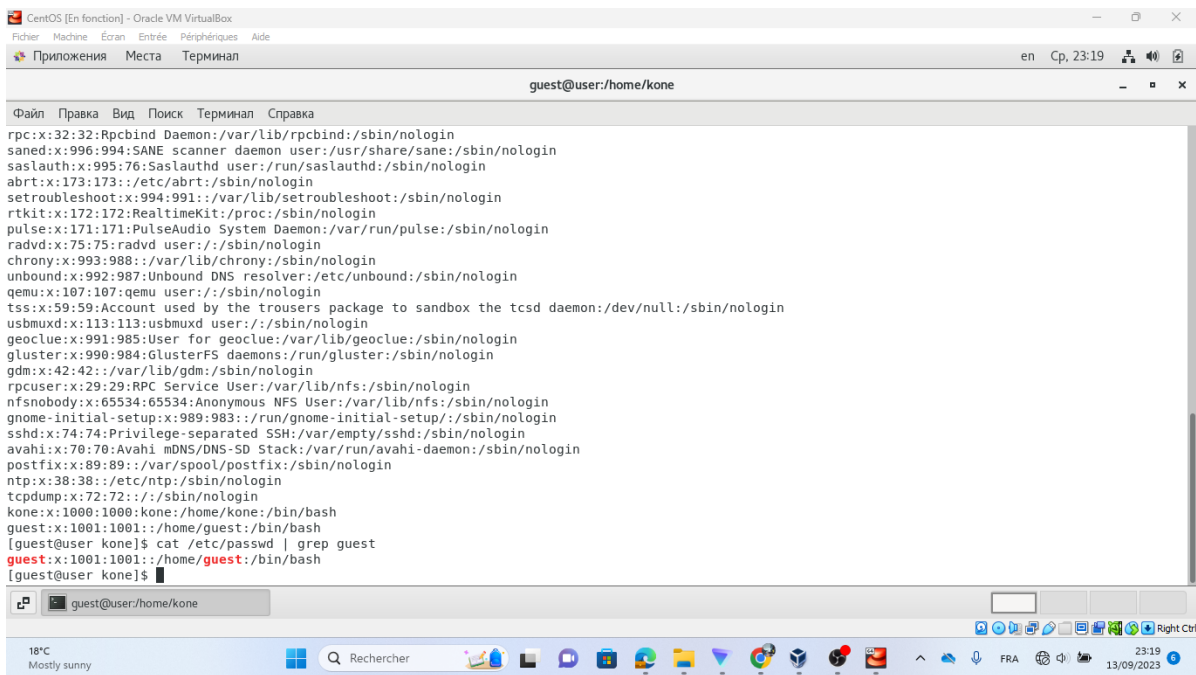 CentOS [En fonction] - Oracle VM VirtualBox
Fichier Machine Écran Entrée Périphériques Aide
Приложения Места Терминал en Ср, 23:19
guest@user:/home/kone
Файл Правка Вид Поиск Терминал Справка
rpc:x:32:32:Rpcbind Daemon:/var/lib/rpcbind:/sbin/nologin
saned:x:996:994:SANE scanner daemon user:/usr/share/sane:/sbin/nologin
saslauth:x:995:76:Saslauthd user:/run/saslauthd:/sbin/nologin
abrt:x:173:173::/etc/abrt:/sbin/nologin
setroubleshoot:x:994:991::/var/lib/setroubleshoot:/sbin/nologin
rtkit:x:172:172:RealtimeKit:/proc:/sbin/nologin
pulse:x:171:171:PulseAudio System Daemon:/var/run/pulse:/sbin/nologin
radvd:x:75:75:radvd user:/:/sbin/nologin
chrony:x:993:988::/var/lib/chrony:/sbin/nologin
unbound:x:992:987:Unbound DNS resolver:/etc/unbound:/sbin/nologin
qemu:x:107:107:qemu user:/:/sbin/nologin
tss:x:59:59:Account used by the trousers package to sandbox the tcsd daemon:/dev/null:/sbin/nologin
usbmuxd:x:113:113:usbmuxd user:/:/sbin/nologin
geoclue:x:991:985:User for geoclue:/var/lib/geoclue:/sbin/nologin
gluster:x:990:984:GlusterFS daemons:/run/gluster:/sbin/nologin
gdm:x:42:42::/var/lib/gdm:/sbin/nologin
rpcuser:x:29:29:RPC Service User:/var/lib/nfs:/sbin/nologin
nfsnobody:x:65534:65534:Anonymous NFS User:/var/lib/nfs:/sbin/nologin
gnome-initial-setup:x:989:983::/run/gnome-initial-setup/:/sbin/nologin
sshd:x:74:74:Privilege-separated SSH:/var/empty/sshd:/sbin/nologin
avahi:x:70:70:Avahi mDNS/DNS-SD Stack:/var/run/avahi-daemon:/sbin/nologin
postfix:x:89:89::/var/spool/postfix:/sbin/nologin
ntp:x:38:38::/etc/ntp:/sbin/nologin
tcpdump:x:72:72::/:/sbin/nologin
kone:x:1000:1000:kone:/home/kone:/bin/bash
guest:x:1001:1001::/home/guest:/bin/bash
[guest@user kone]$ cat /etc/passwd | grep guest
guest:x:1001:1001::/home/guest:/bin/bash
[guest@user kone]$
guest@user:/home/kone
Right Ctrl
18°C
Mostly sunny
Rechercher
FRA
23:19
13/09/2023
6